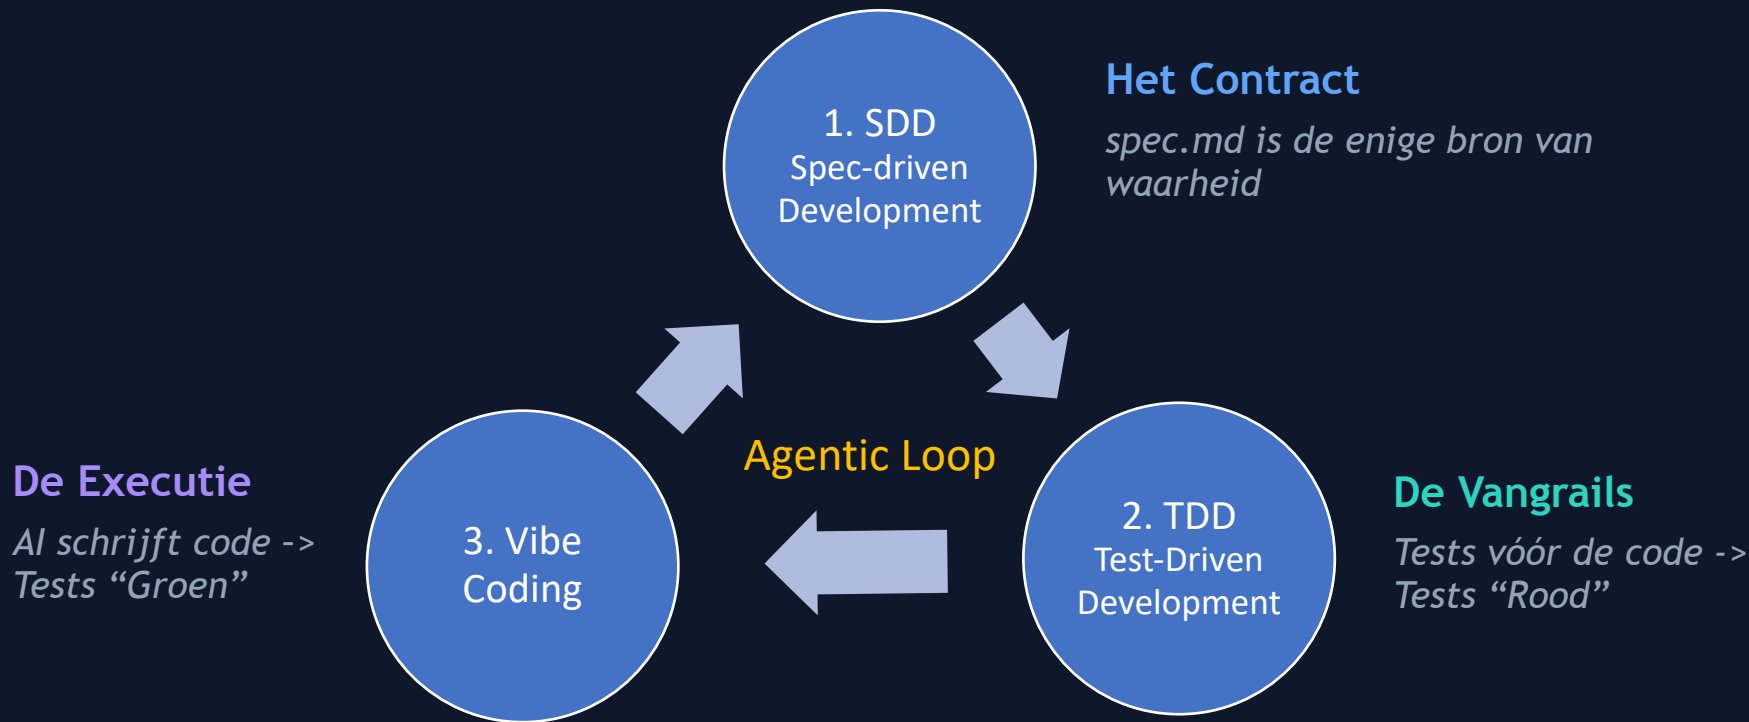 1. SDD
Spec-driven
Development
Het Contract
spec.md is de enige bron van
waarheid
Agentic Loop
De Executie
AI schrijft code ->
Tests “Groen”
3. Vibe
Coding
2. TDD
Test-Driven
Development
De Vangrails
Tests vóór de code ->
Tests “Rood”